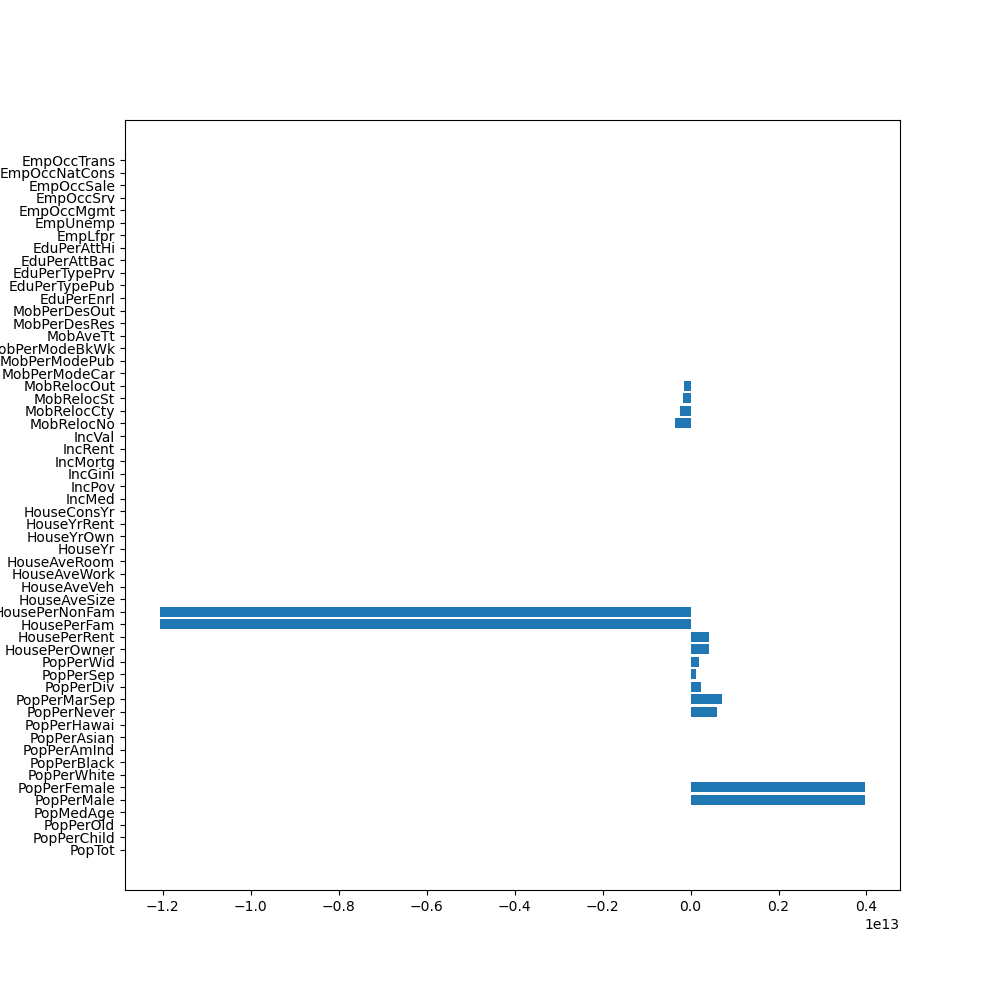 EmpOccTrans
EmpOccNatCons
EmpOccSale
EmpOccSrv
EmpOccMgmt
EmpUnemp
EmpLfpr
EduPerAttHi
EduPerAttBac
EduPerTypePrv
EduPerTypePub
EduPerEnrl
MobPerDesOut
MobPerDesRes
MobAveTt
obPerModeBkWk
MobPerModePub
MobPerModeCar
MobRelocOut
MobRelocSt
MobRelocCty
MobRelocNo
IncVal
IncRent
IncMortg
IncGini
IncPov
IncMed
HouseConsYr
HouseYrRent
HouseYrOwn
HouseYr
HouseAveRoom
HouseAveWork
HouseAveVeh
HouseAveSize
HousePerNonFam
HousePerFam
HousePerRent
HousePerOwner
PopPerWid
PopPerSep
PopPerDiv
PopPerMarSep
PopPerNever
PopPerHawai
PopPerAsian
PopPerAmInd
PopPerBlack
PopPerWhite
PopPerFemale
PopPerMale
PopMedAge
PopPerOld
PopPerChild
PopTot
−1.2 −1.0 −0.8 −0.6 −0.4 −0.2 0.0 0.2 0.4
1e13